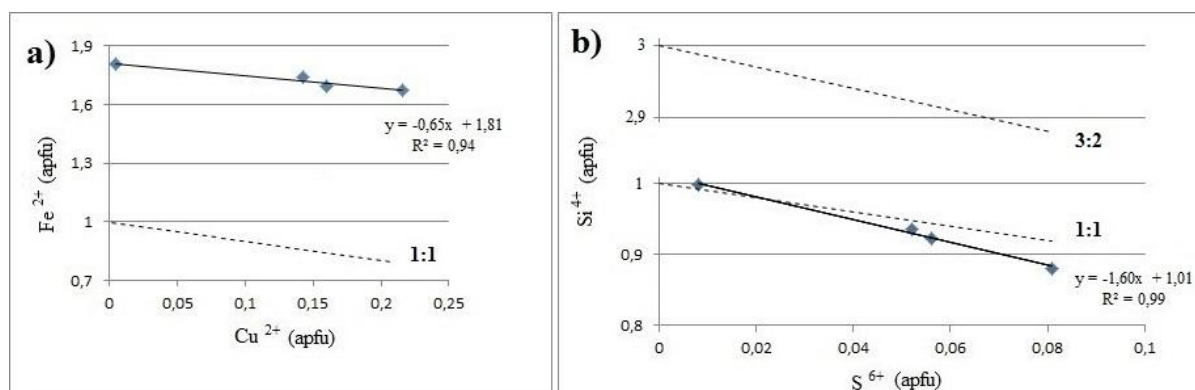 a)
Fe 2+ (apfu)
1,9
1,6
1,3
1
0,7
y = -0,65x + 1,81
R² = 0,94
1:1
0
0,05
0,1
0,15
0,2
0,25
Cu 2+ (apfu)
b)
Si 4+ (apfu)
3
2,9
1
0,9
0,8
3:2
1:1
y = -1,60x + 1,01
R² = 0,99
0
0,02
0,04
0,06
0,08
0,1
S 6+ (apfu)